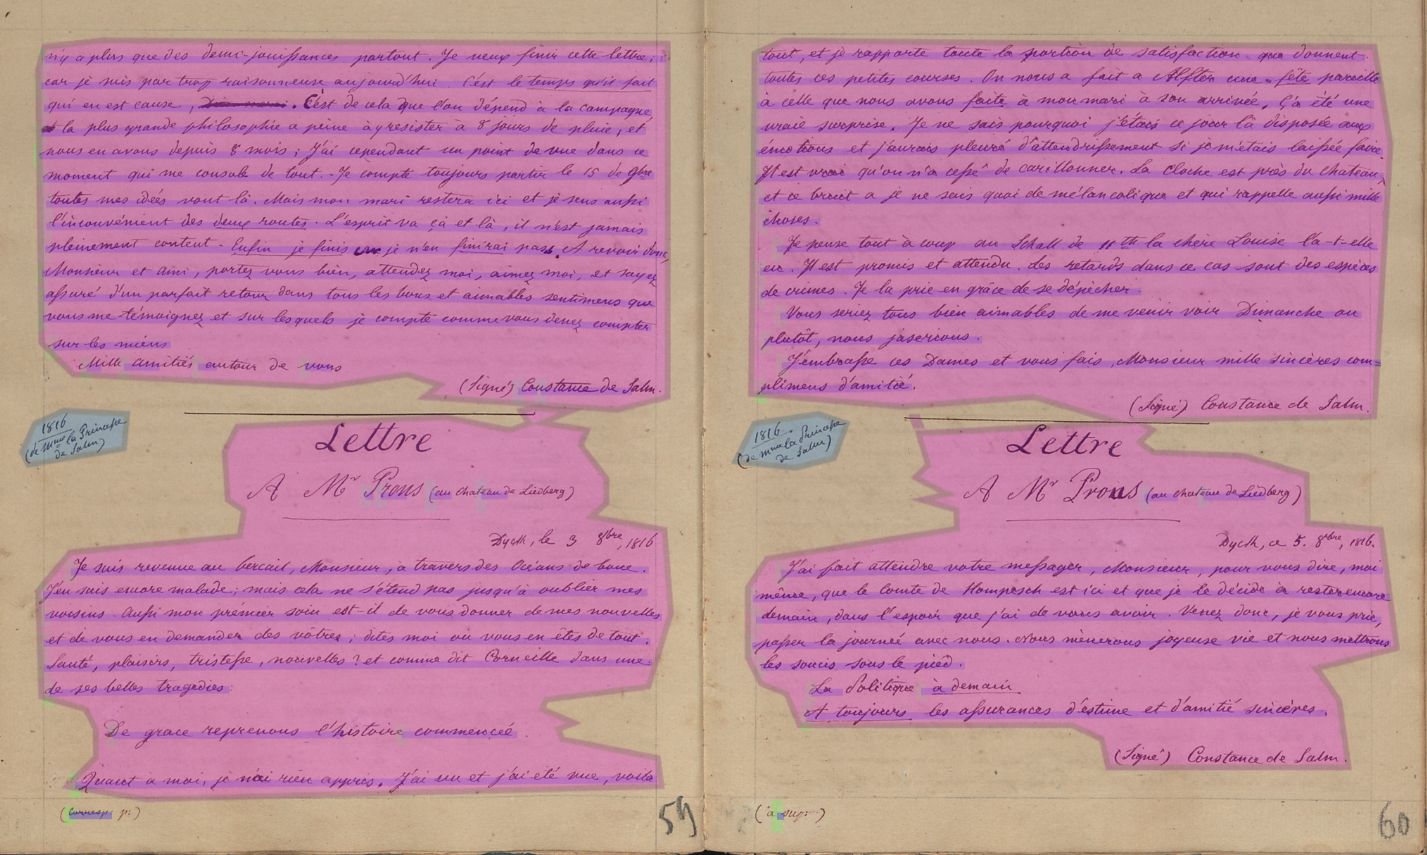 n'y a plus que des demi-jouissances partout. Je veux finir cette lettre,
car je suis par trop raisonneuse aujourd'hui. C'est le temps qu'il fait
qui en est cause, C'est de cela que l'on dépend à la campagne,
la plus grande philosophie a peine à y résister à 8 jours de pluie, et
nous en avons depuis 8 mois; J'ai cependant un point de vue dans ce
moment qui me console de tout. Je compte toujours partir le 15 de 9bre
toutes mes idées vont là. Mais mon mari restera ici et je sens aussi
l'inconvénient des deux routes. L'esprit va çà et là, il n'est jamais
pleinement content. Enfin je finis je n'en finirai pas. A revoir donc,
Monsieur et ami, portez vous bien, attendez moi, aimez moi, et soyez
assuré d'un parfait retour dans tous les bons et aimables sentimens que
vous me témoignez et sur lesquels je compte comme vous devez compter
sur les miens
Mille amitiés autour de vous
(Signé) Constance de Salm.
1816
(de Mme la Princesse
de Salm)
Lettre
A Mr Prous (au chateau de Liedberg)
Dyck, le 3 8bre, 1816
Je suis revenue au bercail, Monsieur, à travers des Océans de boue.
J'en suis encore malade; mais cela ne s'étend pas jusqu'à oublier mes
voisins. Aussi mon prémier soin est-il de vous donner de mes nouvelles
et de vous en demander des vôtres; dites moi où vous en êtes de tout.
Santé, plaisirs, tristesse, nouvelles? et comme dit Corneille dans une
de ses belles tragédies:
De grace reprenons l'histoire commencée.
Quant à moi, je n'ai rien appris. J'ai vu et j'ai été vue, voilà
(corresp. p.)
59
tout, et je rapporte toute la portion de satisfaction que donnent
toutes ces petites courses. On nous a fait a Alfter une fête pareille
à celle que nous avons faite à mon mari à son arrivée, Ç'a été une
vraie surprise. Je ne sais pourquoi j'étais ce jour là disposée aux
émotions et j'aurais pleuré d'attendrissement si je m'étais laissée faire.
Il est vrai qu'on n'a cessé de carillonner. La cloche est près du chateau,
et ce bruit a je ne sais quoi de mélancolique et qui rappelle aussi mille
choses.
Je pense tout à coup au Schall de la chère Louise l'a-t-elle
eu. Il est promis et attendu. Les retards dans ce cas sont des espèces
de crimes. Je la prie en grâce de se dépêcher.
Vous seriez tous bien aimables de me venir voir Dimanche ou
plutôt, nous jaserions.
J'embrasse ces Dames et vous fais, Monsieur mille sincères com=
plimens d'amitié.
(Signé) Constance de Salm.
1816.
(de Mme la Princesse
de Salm)
Lettre
A Mr Prous (au chateau de Liedberg)
Dyck, ce 5. 8bre, 1816.
J'ai fait attendre votre messager, Monsieur, pour vous dire, moi
même, que le Comte de Hompesch est ici et que je le décide à rester encore
demain, dans l'espoir que j'ai de vous avoir. Venez donc, je vous prie,
passer la journée avec nous. Nous mènerons joyeuse vie et nous mettrons
les soucis sous le pied.
La Politique à demain
A toujours les assurances d'estime et d'amitié sincères.
(Signé) Constance de Salm.
(à supr)
60